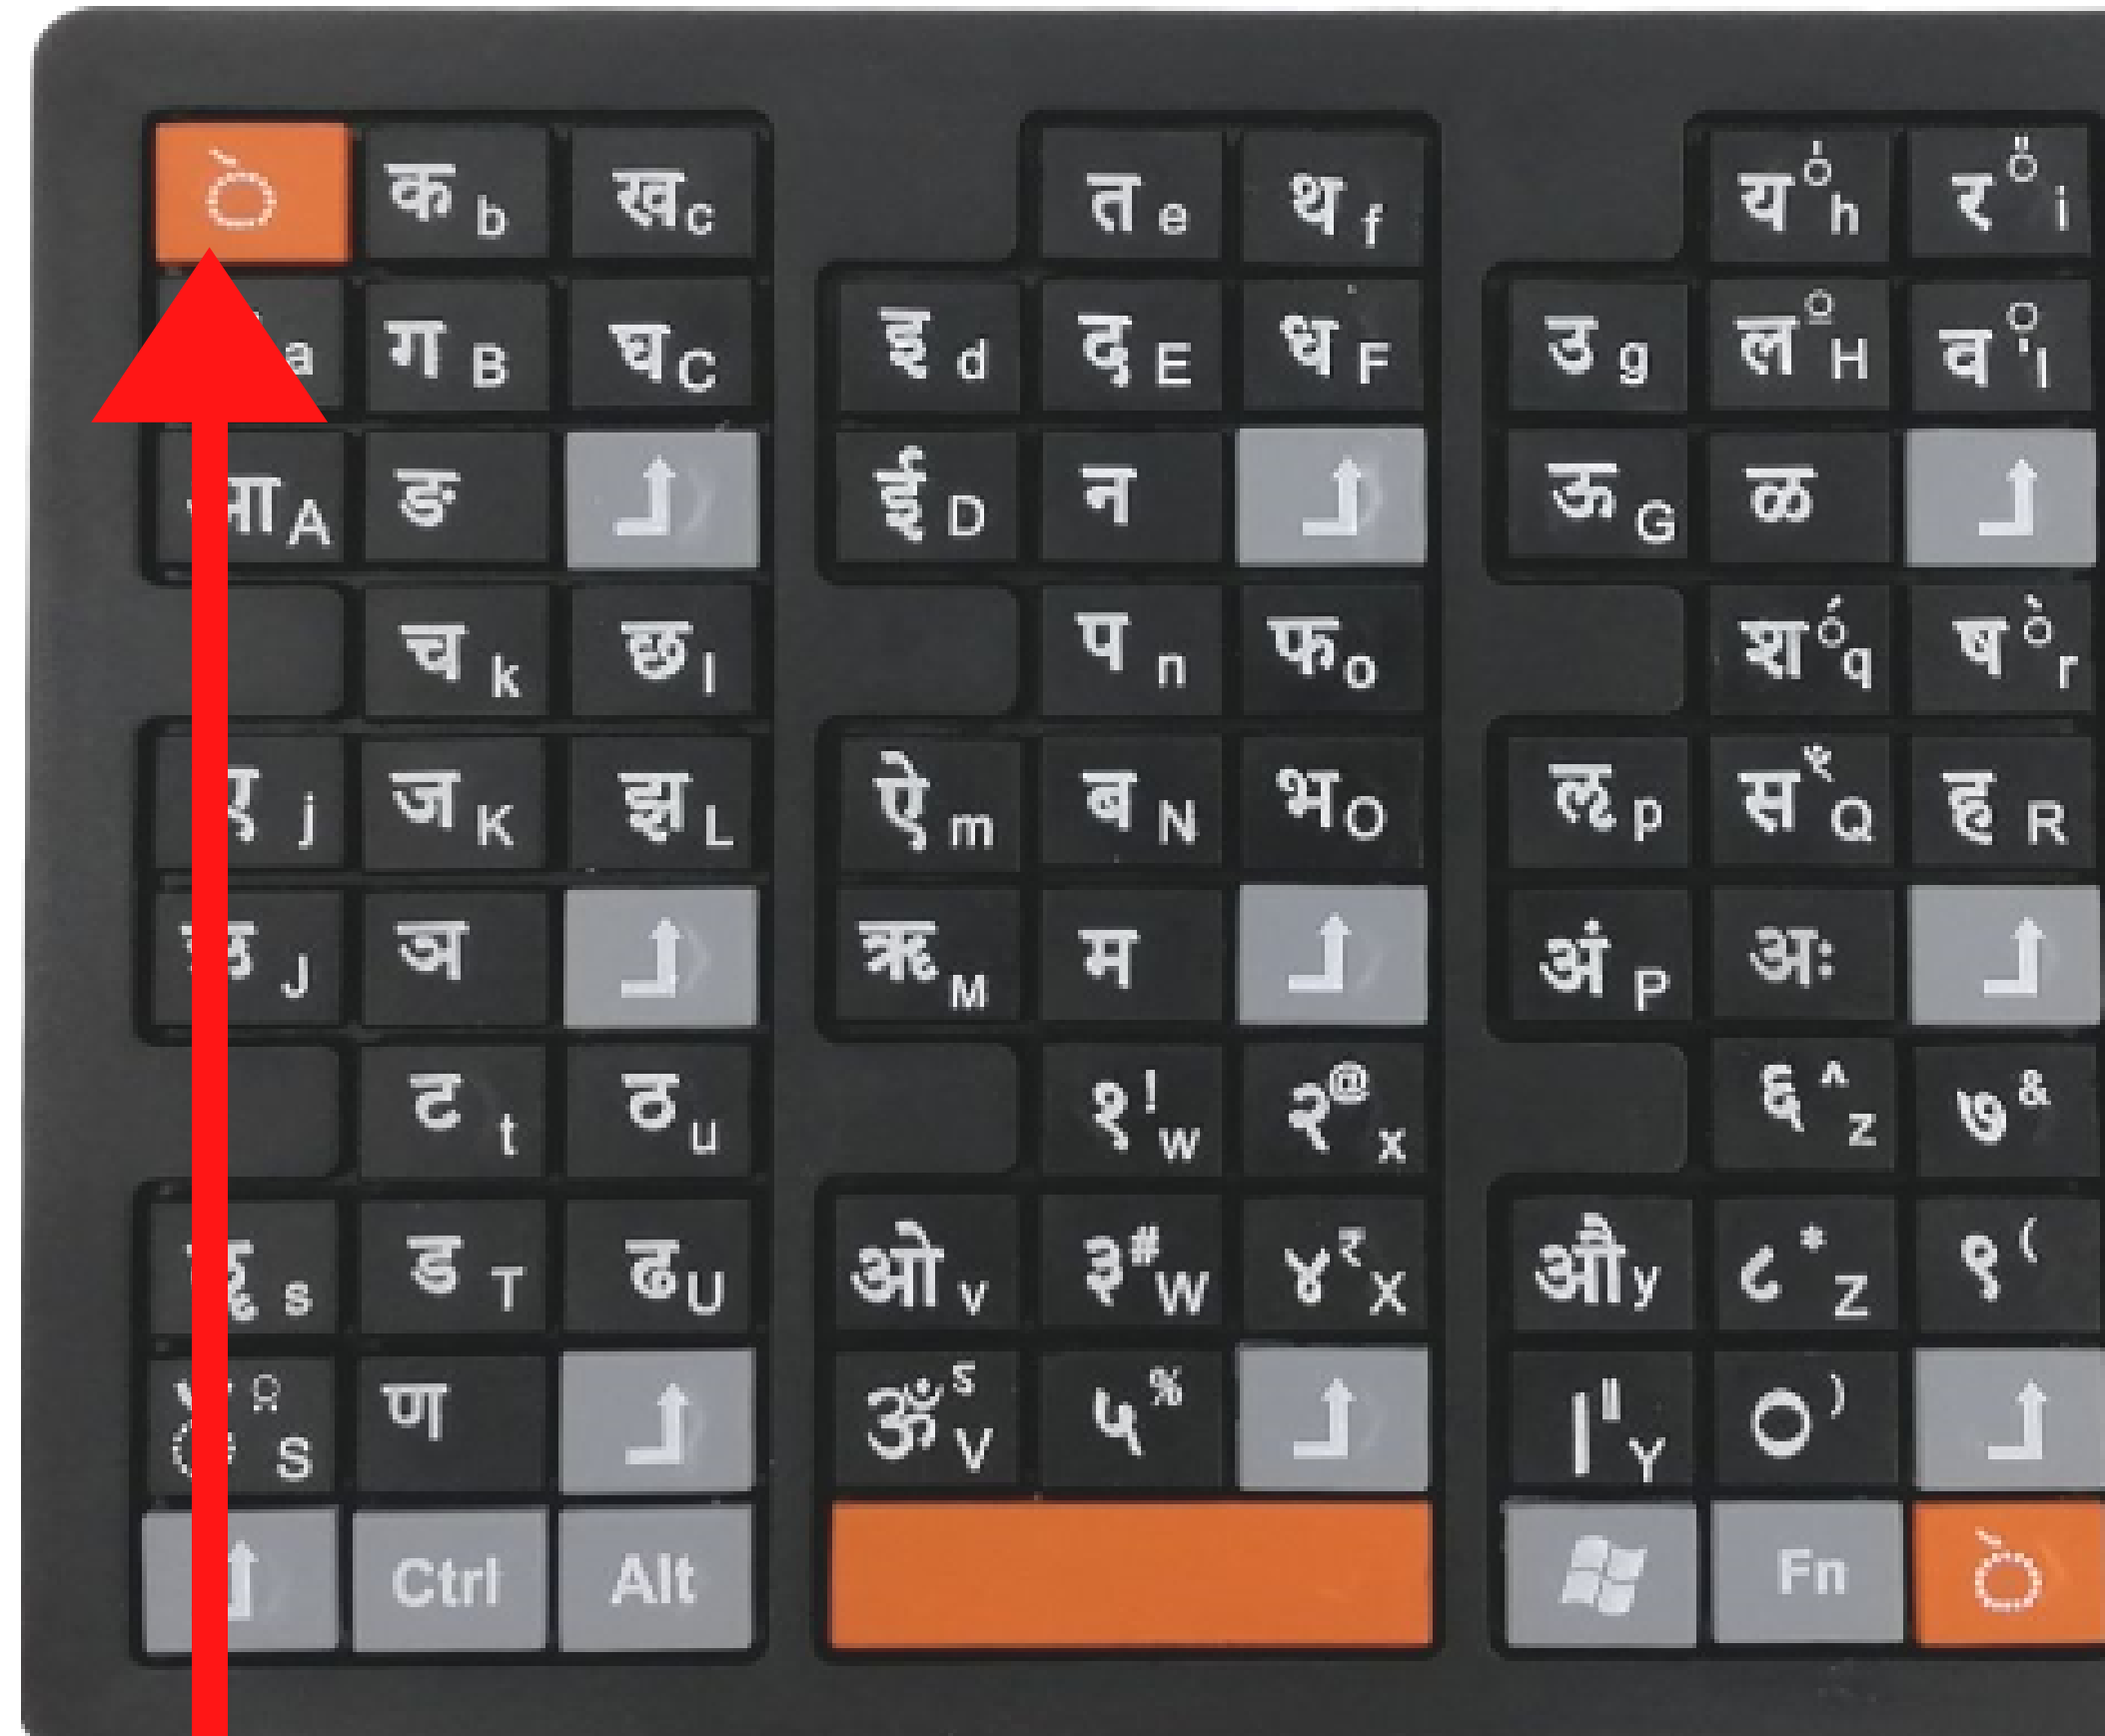 क b ख c त e थ f य h र i
a ग B घ C इ d द E ध F उ g ल H व I
A ङ ई D न ऊ G ळ
च k छ l प n फ o श q ष r
ए j ज K झ L ऐ m ब N भ O ॡ p स Q ह R
J ञ ऋ M म अं P अः
ट t ठ u १ ! w २ @ x ६ ^ z ७ &
s ड T ढ U ओ v ३ # W ४ ₹ X औ y ८ * Z ९ (
S ण ॐ ऽ V ५ % । ॥ Y ० )
Ctrl Alt Fn